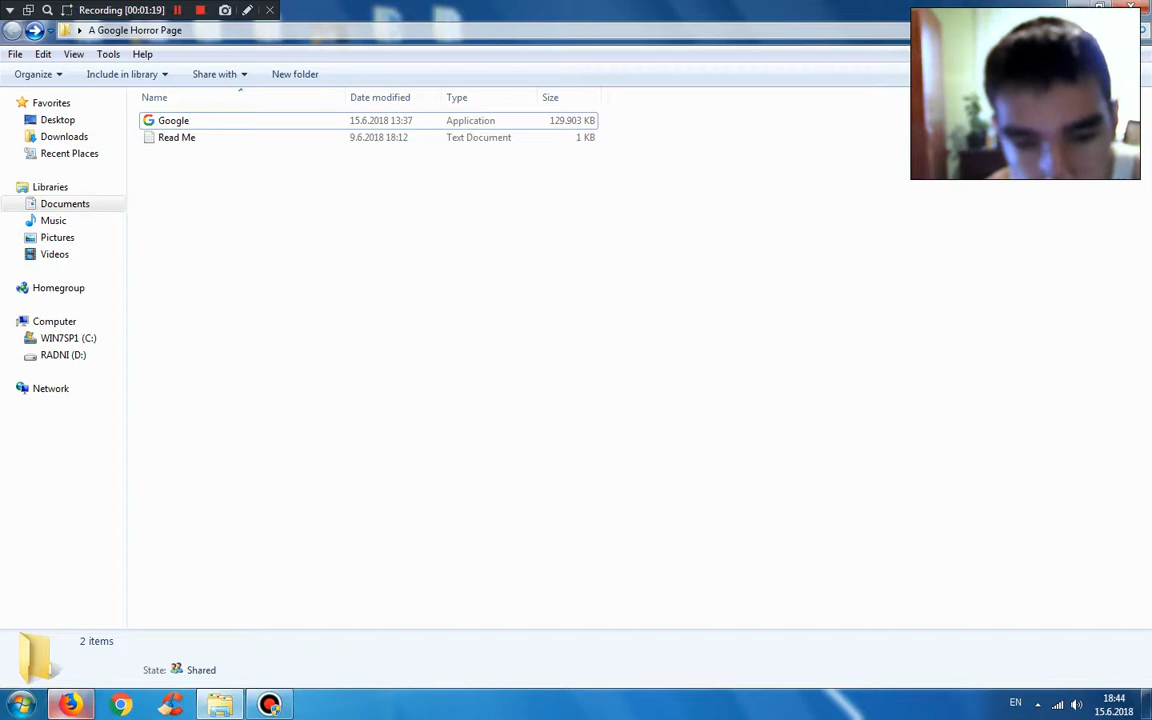 Recording [00:01:19]
A Google Horror Page
File Edit View Tools Help
Organize Include in library Share with New folder
Name Date modified Type Size
Google 15.6.2018 13:37 Application 129.903 KB
Read Me 9.6.2018 18:12 Text Document 1 KB
Favorites
Desktop
Downloads
Recent Places
Libraries
Documents
Music
Pictures
Videos
Homegroup
Computer
WIN7SP1 (C:)
RADNI (D:)
Network
2 items
State: Shared
EN 18:44
15.6.2018